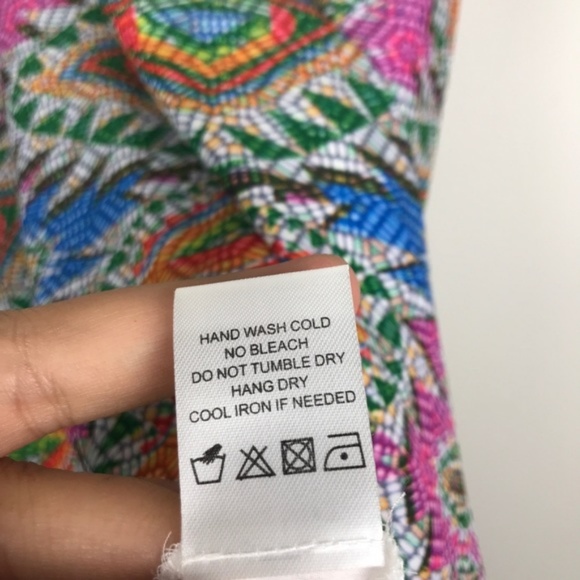 HAND WASH COLD
NO BLEACH
DO NOT TUMBLE DRY
HANG DRY
COOL IRON IF NEEDED